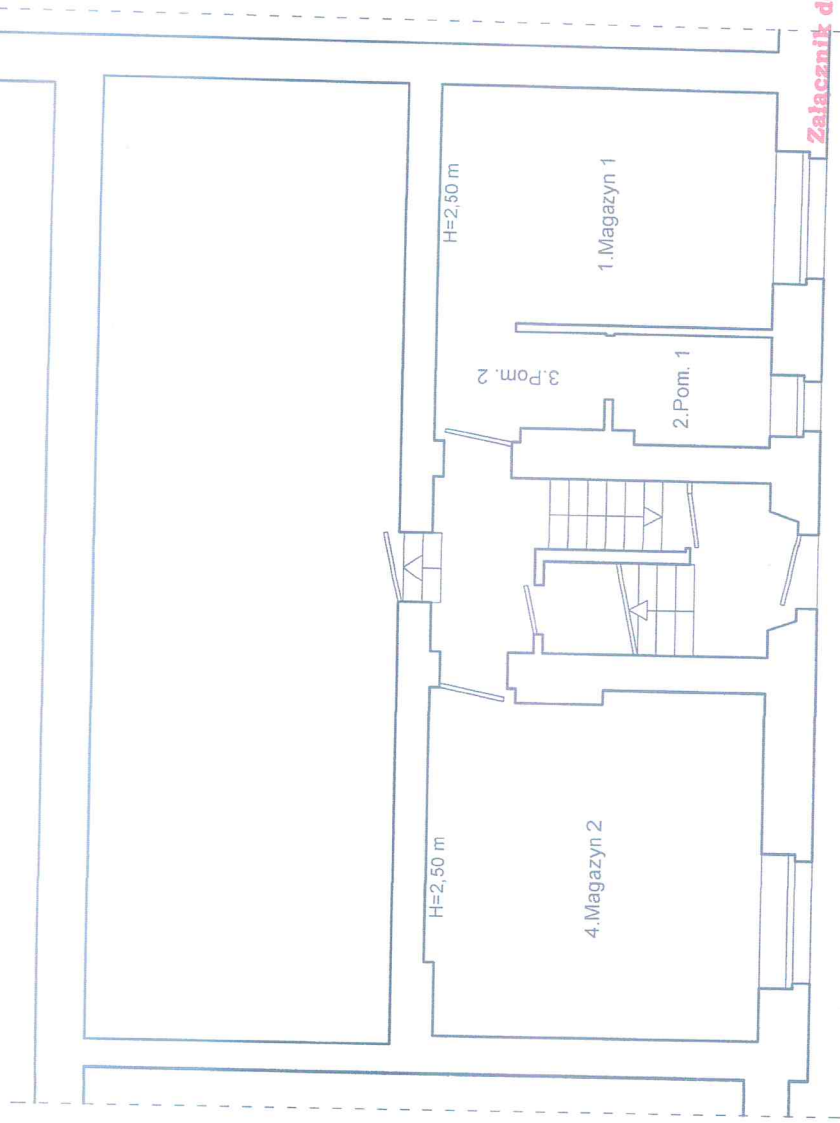 Załacznik d
H=2,50 m
1.Magazyn 1
3.Pom. 2
2.Pom. 1
H=2,50 m
4.Magazyn 2